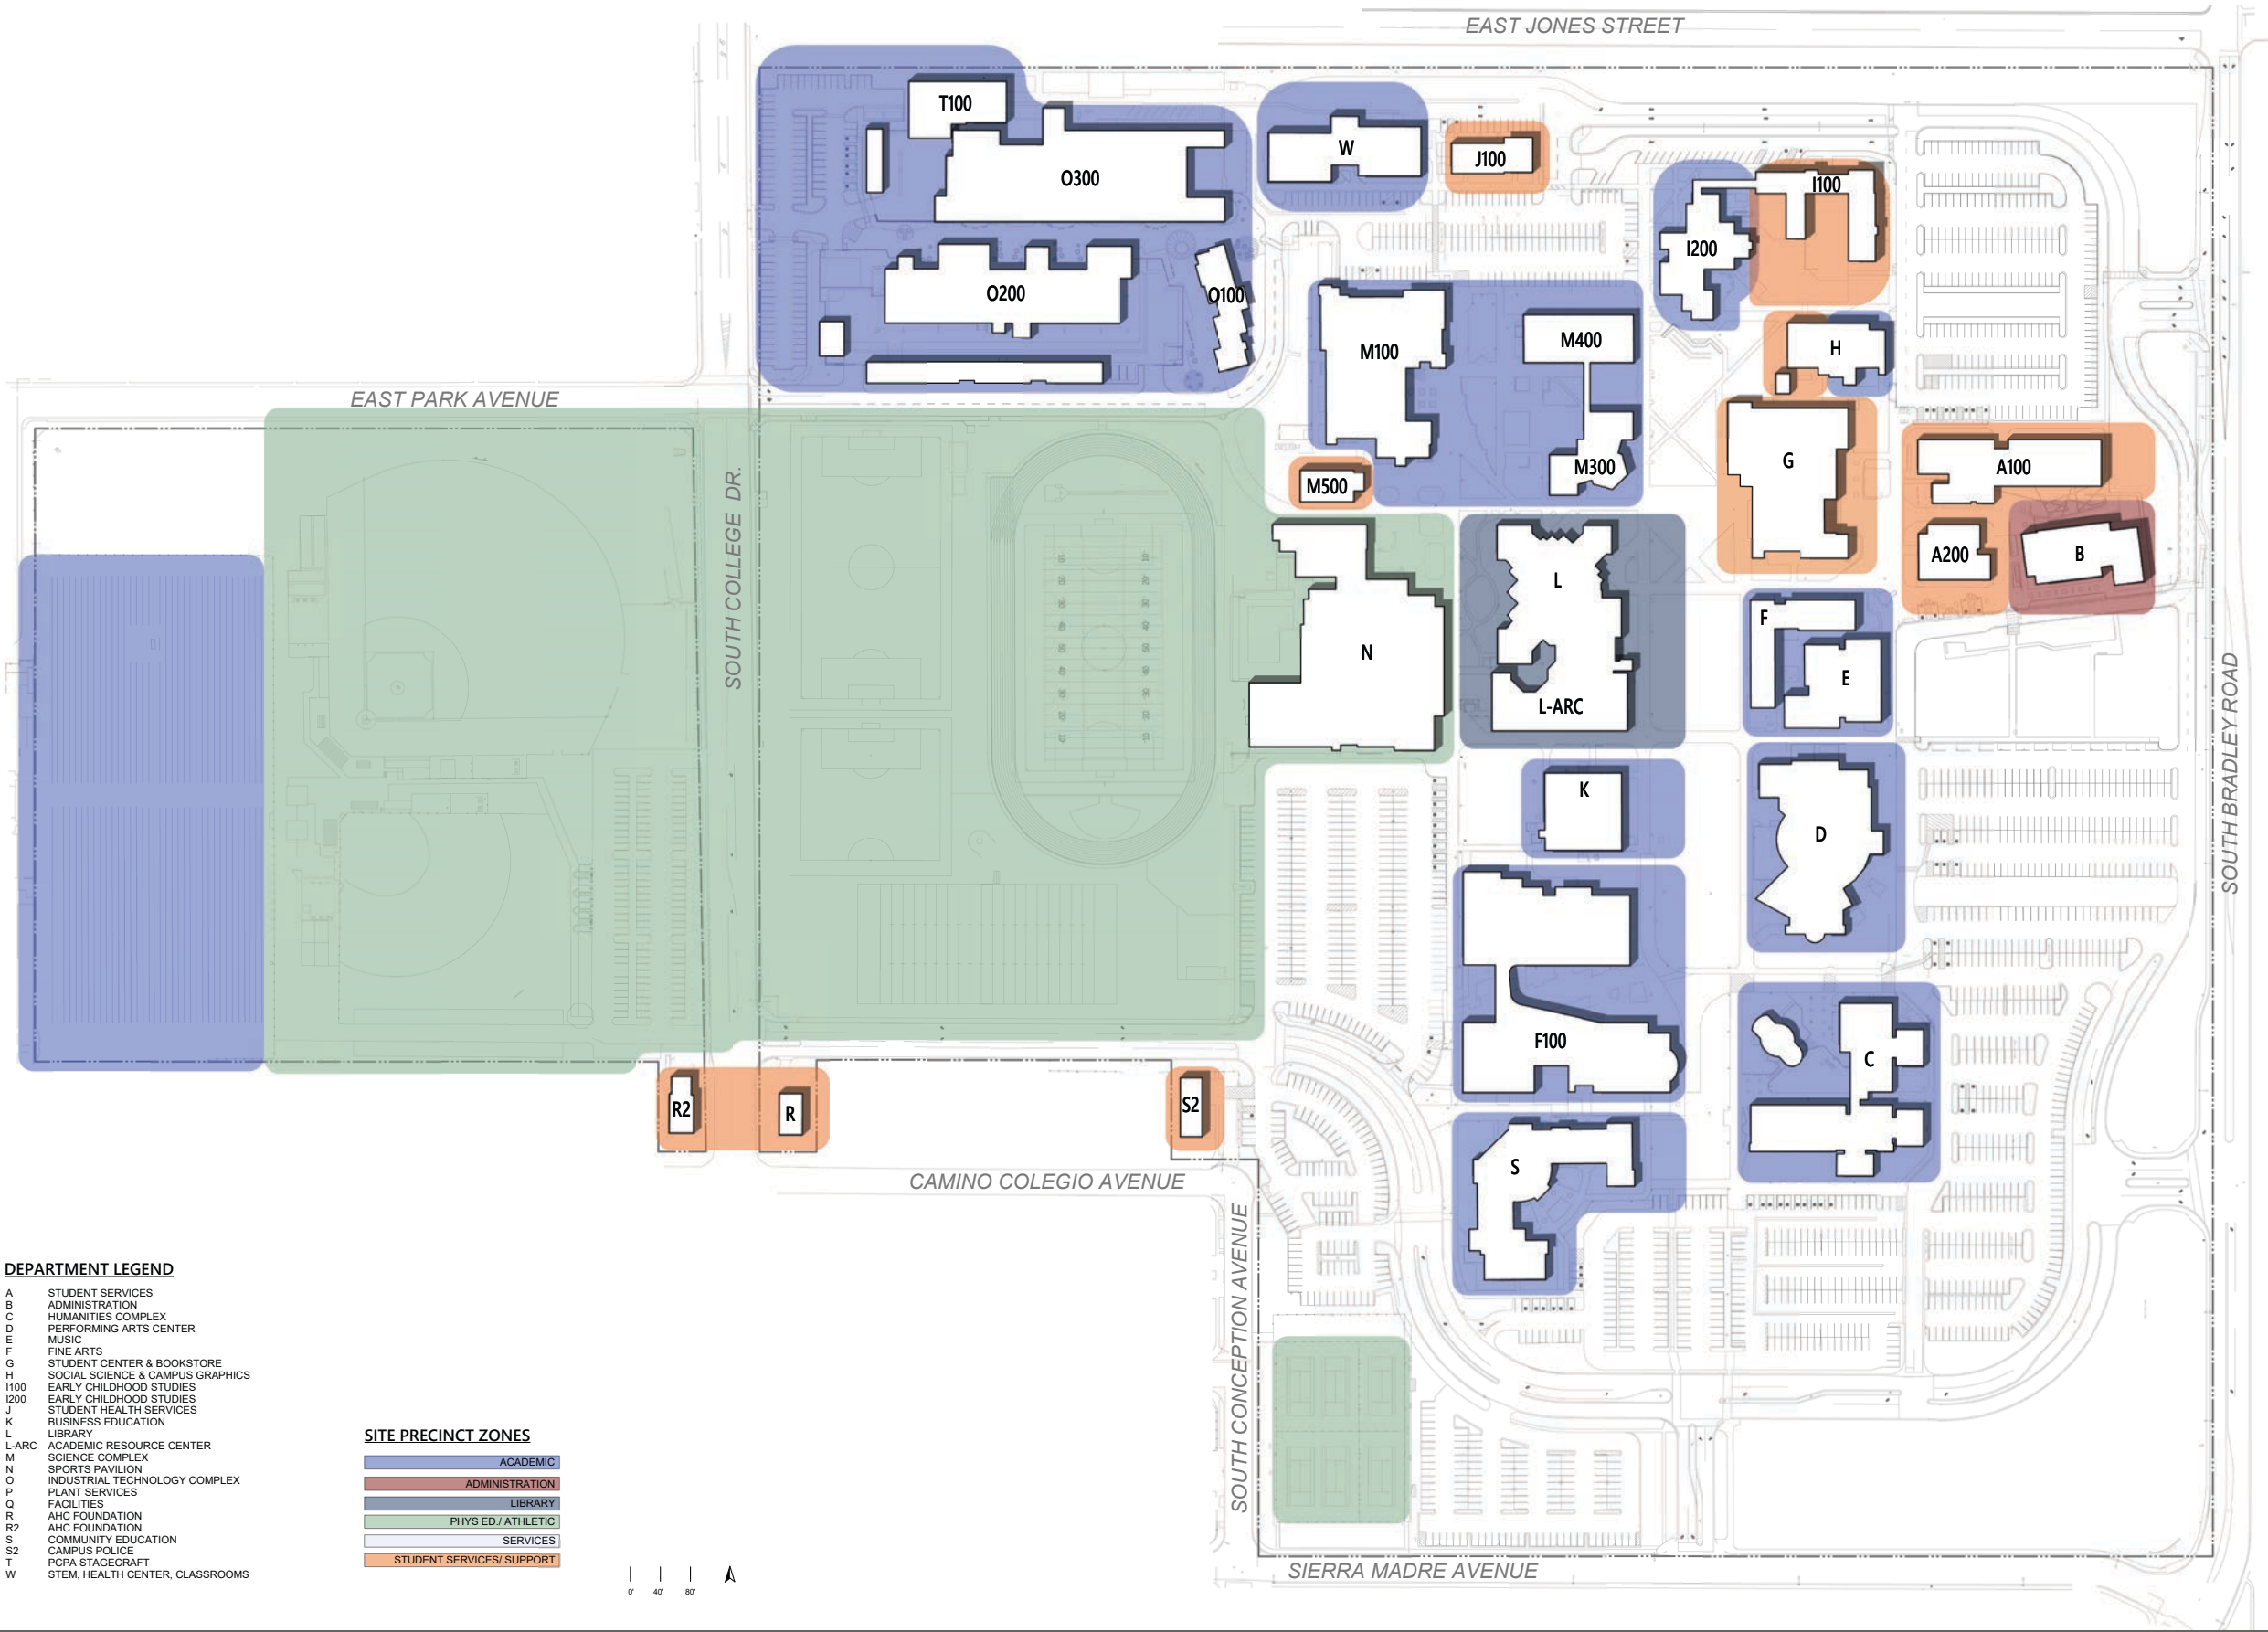 EAST JONES STREET
T100
O300
W
J100
I100
I200
O200
O100
M100
M400
H
EAST PARK AVENUE
SOUTH COLLEGE DR.
M300
M500
G
A100
A200
B
L
N
L-ARC
F
E
SOUTH BRADLEY ROAD
K
D
F100
C
R2
R
S2
S
CAMINO COLEGIO AVENUE
SOUTH CONCEPTION AVENUE
SIERRA MADRE AVENUE
DEPARTMENT LEGEND
A STUDENT SERVICES
B ADMINISTRATION
C HUMANITIES COMPLEX
D PERFORMING ARTS CENTER
E MUSIC
F FINE ARTS
G STUDENT CENTER & BOOKSTORE
H SOCIAL SCIENCE & CAMPUS GRAPHICS
I100 EARLY CHILDHOOD STUDIES
I200 EARLY CHILDHOOD STUDIES
J STUDENT HEALTH SERVICES
K BUSINESS EDUCATION
L LIBRARY
L-ARC ACADEMIC RESOURCE CENTER
M SCIENCE COMPLEX
N SPORTS PAVILION
O INDUSTRIAL TECHNOLOGY COMPLEX
P PLANT SERVICES
Q FACILITIES
R AHC FOUNDATION
R2 AHC FOUNDATION
S COMMUNITY EDUCATION
S2 CAMPUS POLICE
T PCPA STAGECRAFT
W STEM, HEALTH CENTER, CLASSROOMS
SITE PRECINCT ZONES
ACADEMIC
ADMINISTRATION
LIBRARY
PHYS ED./ ATHLETIC
SERVICES
STUDENT SERVICES/ SUPPORT
0' 40' 80'